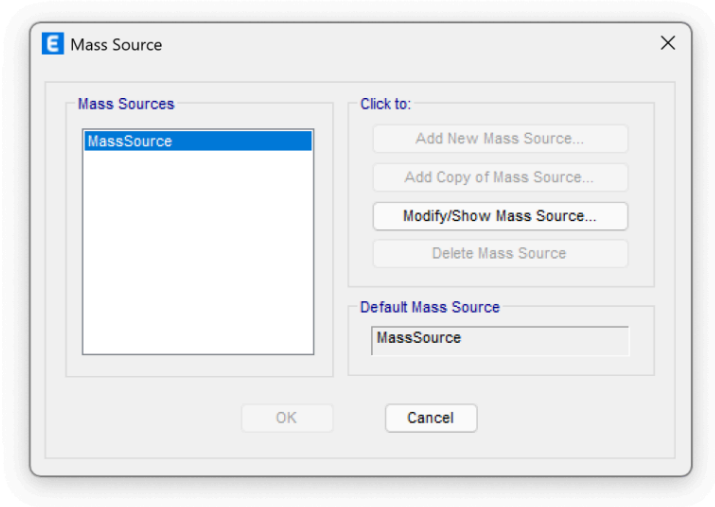 E Mass Source
Mass Sources
MassSource
Click to:
Add New Mass Source...
Add Copy of Mass Source...
Modify/Show Mass Source...
Delete Mass Source
Default Mass Source
MassSource
OK
Cancel